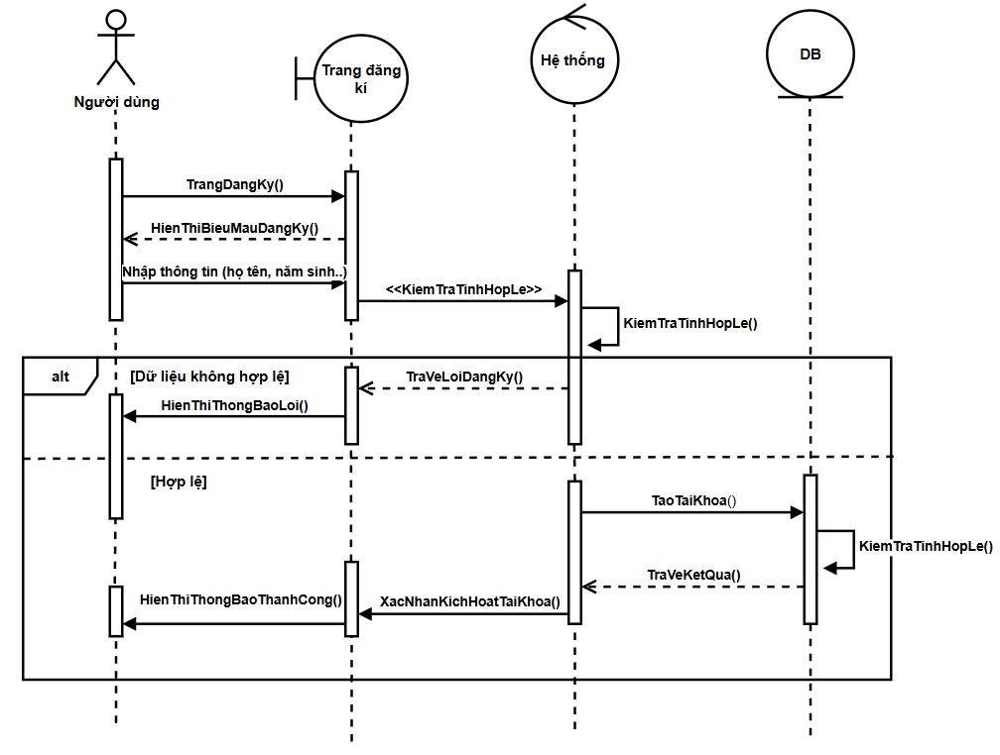 Người dùng
Trang đăng
kí
Hệ thống
DB
TrangDangKy()
HienThiBieuMauDangKy()
Nhập thông tin (họ tên, năm sinh..)
<<KiemTraTinhHopLe>>
KiemTraTinhHopLe()
alt
[Dữ liệu không hợp lệ]
TraVeLoiDangKy()
HienThiThongBaoLoi()
[Hợp lệ]
TaoTaiKhoa()
KiemTraTinhHopLe()
TraVeKetQua()
HienThiThongBaoThanhCong()
XacNhanKichHoatTaiKhoa()